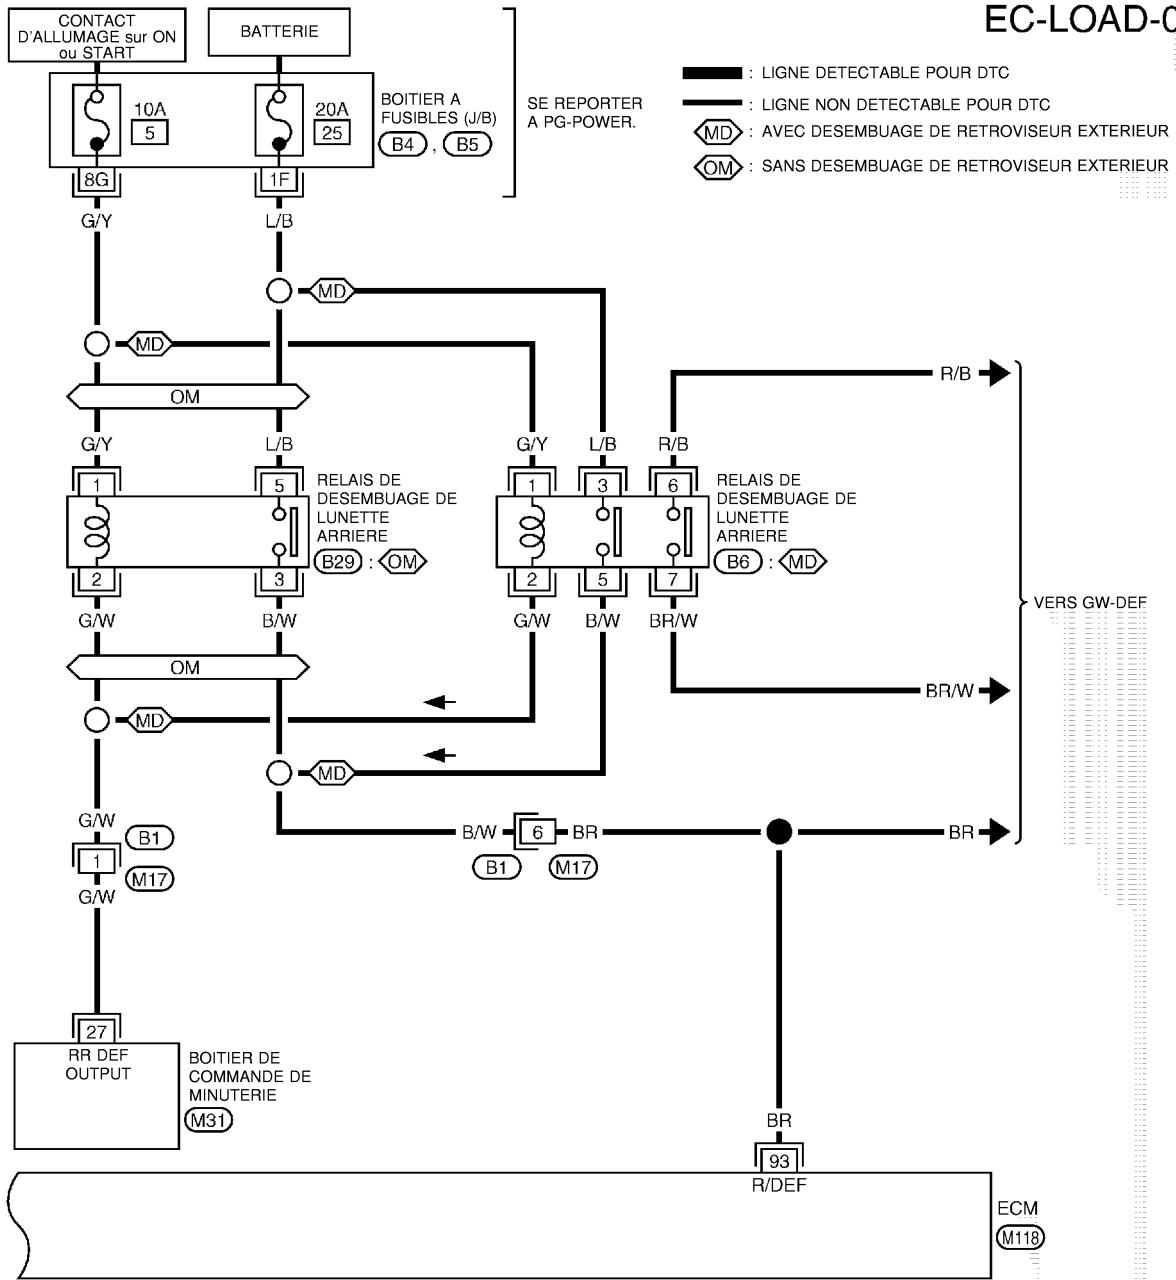 EC-LOAD-0
CONTACT
D'ALLUMAGE sur ON
ou START
BATTERIE
10A
5
20A
25
BOITIER A
FUSIBLES (J/B)
B4 , B5
SE REPORTER
A PG-POWER.
: LIGNE DETECTABLE POUR DTC
: LIGNE NON DETECTABLE POUR DTC
MD : AVEC DESEMBUAGE DE RETROVISEUR EXTERIEUR
OM : SANS DESEMBUAGE DE RETROVISEUR EXTERIEUR
8G
1F
G/Y
L/B
MD
MD
OM
R/B
G/Y
L/B
G/Y
L/B
R/B
1
5
RELAIS DE
DESEMBUAGE DE
LUNETTE
ARRIERE
B29 : OM
1
3
6
RELAIS DE
DESEMBUAGE DE
LUNETTE
ARRIERE
B6 : MD
2
3
2
5
7
G/W
B/W
G/W
B/W
BR/W
VERS GW-DEF
OM
BR/W
MD
MD
G/W
B1
1
M17
G/W
B/W
6
BR
BR
B1
M17
27
RR DEF
OUTPUT
BOITIER DE
COMMANDE DE
MINUTERIE
M31
BR
93
R/DEF
ECM
M118